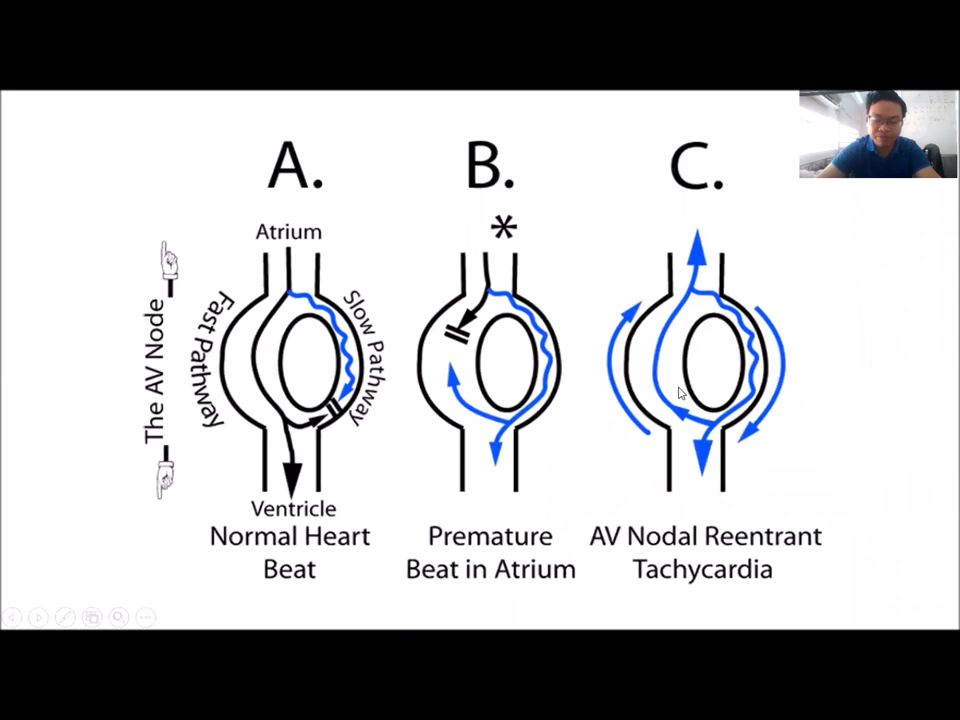 A.
B.
C.
*
Atrium
The AV Node
Fast Pathway
Slow Pathway
Ventricle
Normal Heart
Beat
Premature
Beat in Atrium
AV Nodal Reentrant
Tachycardia